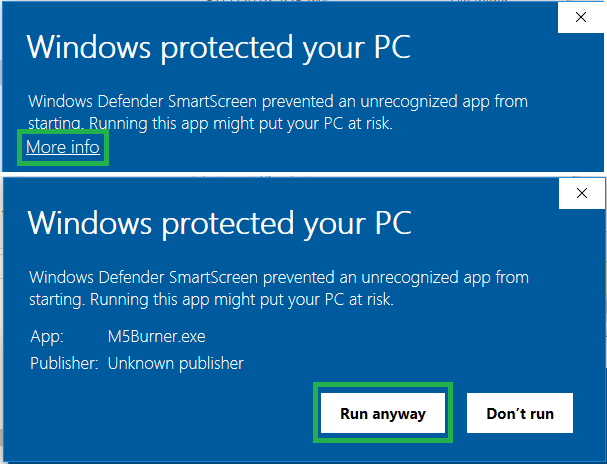 Windows protected your PC
Windows Defender SmartScreen prevented an unrecognized app from
starting. Running this app might put your PC at risk.
More info
Windows protected your PC
Windows Defender SmartScreen prevented an unrecognized app from
starting. Running this app might put your PC at risk.
App: M5Burner.exe
Publisher: Unknown publisher
Run anyway Don't run